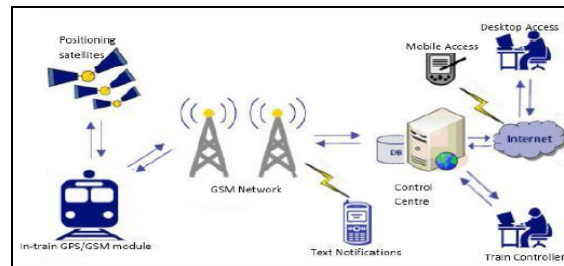 Positioning
satellites
Mobile Access
Desktop Access
GSM Network
DB
Control
Centre
Internet
In-train GPS/GSM module
Text Notifications
Train Controller